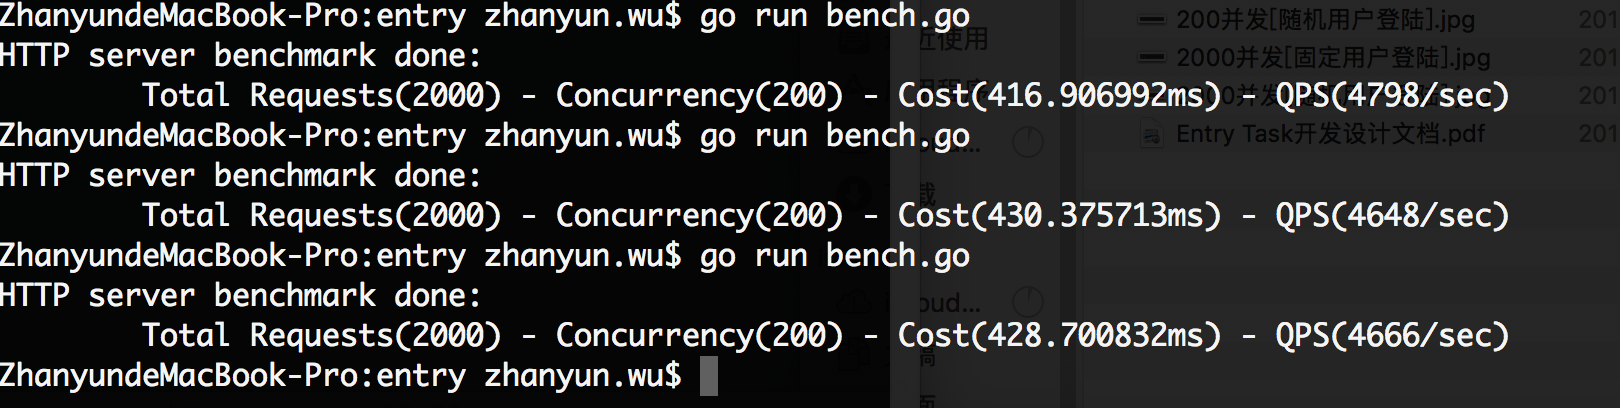 ZhanyundeMacBook-Pro:entry zhanyun.wu$ go run bench.go
HTTP server benchmark done:
Total Requests(2000) - Concurrency(200) - Cost(416.906992ms) - QPS(4798/sec)
ZhanyundeMacBook-Pro:entry zhanyun.wu$ go run bench.go
HTTP server benchmark done:
Total Requests(2000) - Concurrency(200) - Cost(430.375713ms) - QPS(4648/sec)
ZhanyundeMacBook-Pro:entry zhanyun.wu$ go run bench.go
HTTP server benchmark done:
Total Requests(2000) - Concurrency(200) - Cost(428.700832ms) - QPS(4666/sec)
ZhanyundeMacBook-Pro:entry zhanyun.wu$
200并发[随机用户登陆].jpg
2000并发[固定用户登陆].jpg
Entry Task开发设计文档.pdf